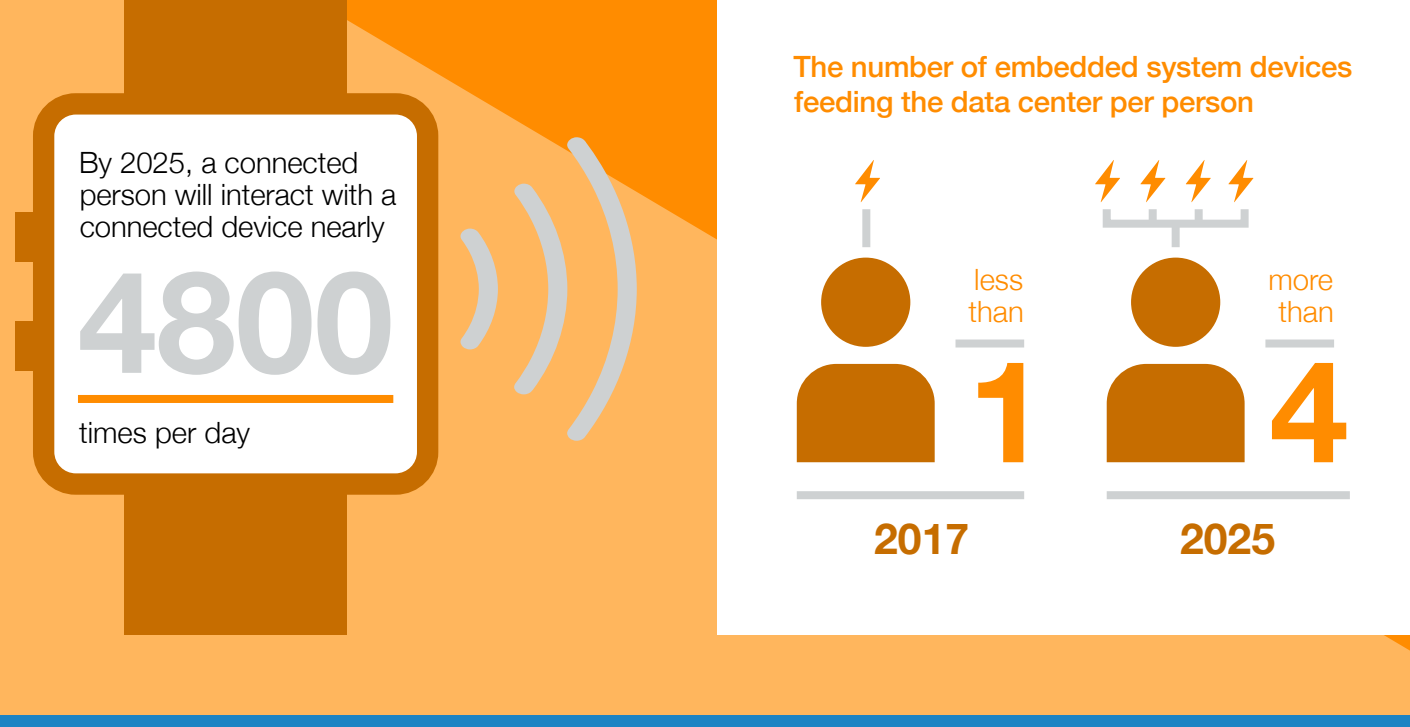 By 2025, a connected
person will interact with a
connected device nearly
4800
times per day
The number of embedded system devices
feeding the data center per person
less
than
1
2017
more
than
4
2025